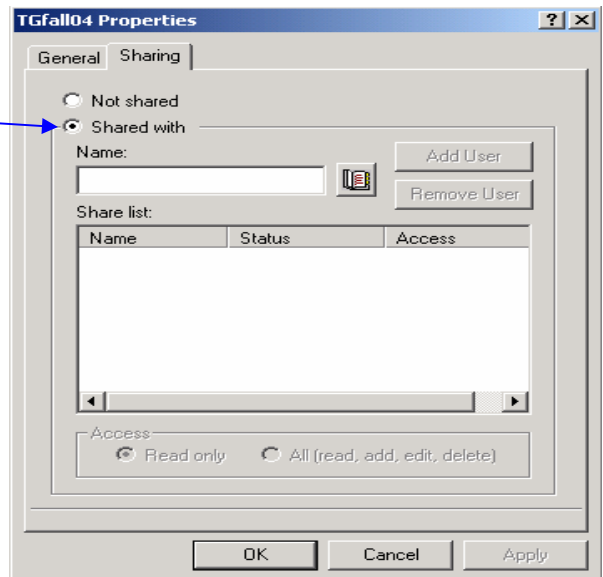 TGfall04 Properties
General Sharing
Not shared
Shared with
Name:
Add User
Remove User
Share list:
Name Status Access
Access
Read only All (read, add, edit, delete)
OK Cancel Apply